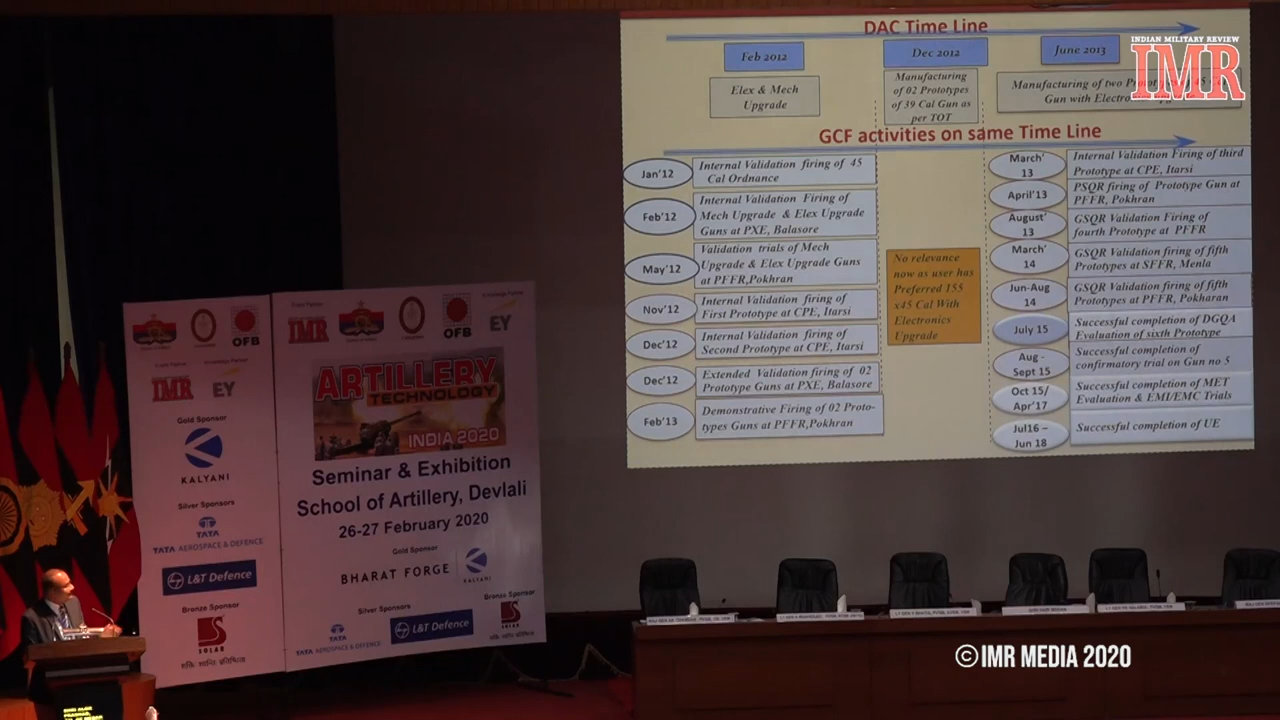 DAC Time Line
INDIAN MILITARY REVIEW
IMR
Feb 2012
Dec 2012
June 2013
Elex & Mech
Upgrade
Manufacturing
of 02 Prototypes
of 39 Cal Gun as
per TOT
Manufacturing of two
Gun with
GCF activities on same Time Line
Jan'12
Internal Validation firing of 45
Cal Ordnance
Feb'12
Internal Validation Firing of
Mech Upgrade & Elex Upgrade
Guns at PXE, Balasore
May'12
Validation trials of Mech
Upgrade & Elex Upgrade Guns
at PFFR,Pokhran
Nov'12
Internal Validation firing of
First Prototype at CPE, Itarsi
Dec'12
Internal Validation firing of
Second Prototype at CPE, Itarsi
Dec'12
Extended Validation firing of 02
Prototype Guns at PXE, Balasore
Feb'13
Demonstrative Firing of 02 Proto-
types Guns at PFFR,Pokhran
No relevance
now as user has
Preferred 155
x45 Cal With
Electronics
Upgrade
March'
13
Internal Validation Firing of third
Prototype at CPE, Itarsi
April'13
PSQR firing of Prototype Gun at
PFFR, Pokhran
August'
13
GSQR Validation Firing of
fourth Prototype at PFFR
March'
14
GSQR Validation firing of fifth
Prototypes at SFFR, Menla
Jun-Aug
14
GSQR Validation firing of fifth
Prototypes at PFFR, Pokharan
July 15
Successful completion of DGQA
Evaluation of sixth Prototype
Aug -
Sept 15
Successful completion of
confirmatory trial on Gun no 5
Oct 15/
Apr'17
Successful completion of MET
Evaluation & EMI/EMC Trials
Jul16 –
Jun 18
Successful completion of UE
OFB
Event Partner
Knowledge Partner
IMR
EY
Gold Sponsor
KALYANI
Silver Sponsors
TATA
TATA AEROSPACE & DEFENCE
L&T Defence
Bronze Sponsor
SOLAR
शक्ति: शान्ति: प्रतिष्ठिता
Event Partner
IMR
OFB
Knowledge Partner
EY
ARTILLERY
TECHNOLOGY
INDIA 2020
Seminar & Exhibition
School of Artillery, Devlali
26-27 February 2020
Gold Sponsor
BHARAT FORGE
KALYANI
Silver Sponsors
TATA
TATA AEROSPACE & DEFENCE
L&T Defence
Bronze Sponsor
SOLAR
© IMR MEDIA 2020